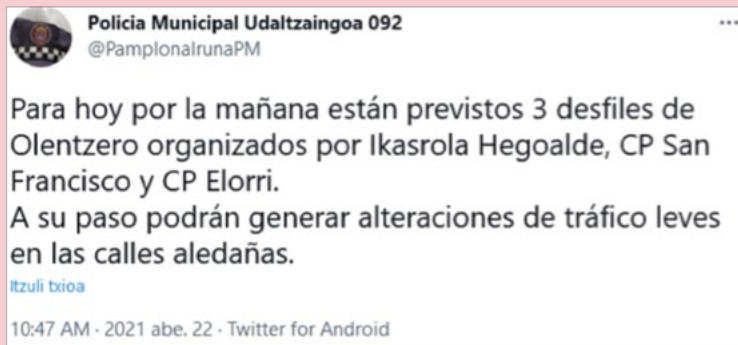 Policia Municipal Udaltzaingoa 092
@PamplonaIrunaPM
Para hoy por la mañana están previstos 3 desfiles de
Olentzero organizados por Ikasrola Hegoalde, CP San
Francisco y CP Elorri.
A su paso podrán generar alteraciones de tráfico leves
en las calles aledañas.
Itzuli txioa
10:47 AM · 2021 abe. 22 · Twitter for Android